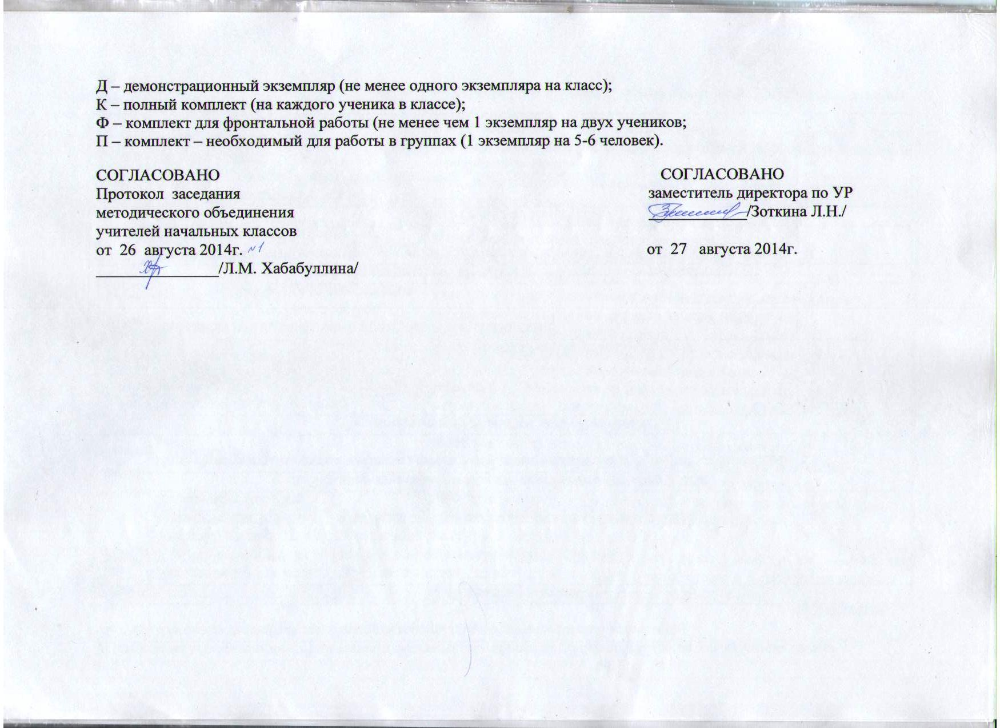 Д – демонстрационный экземпляр (не менее одного экземпляра на класс);
К – полный комплект (на каждого ученика в классе);
Ф – комплект для фронтальной работы (не менее чем 1 экземпляр на двух учеников;
П – комплект – необходимый для работы в группах (1 экземпляр на 5-6 человек).
СОГЛАСОВАНО
Протокол заседания
методического объединения
учителей начальных классов
от 26 августа 2014г. №1
/Л.М. Хабабуллина/
СОГЛАСОВАНО
заместитель директора по УР
/Зоткина Л.Н./
от 27 августа 2014г.